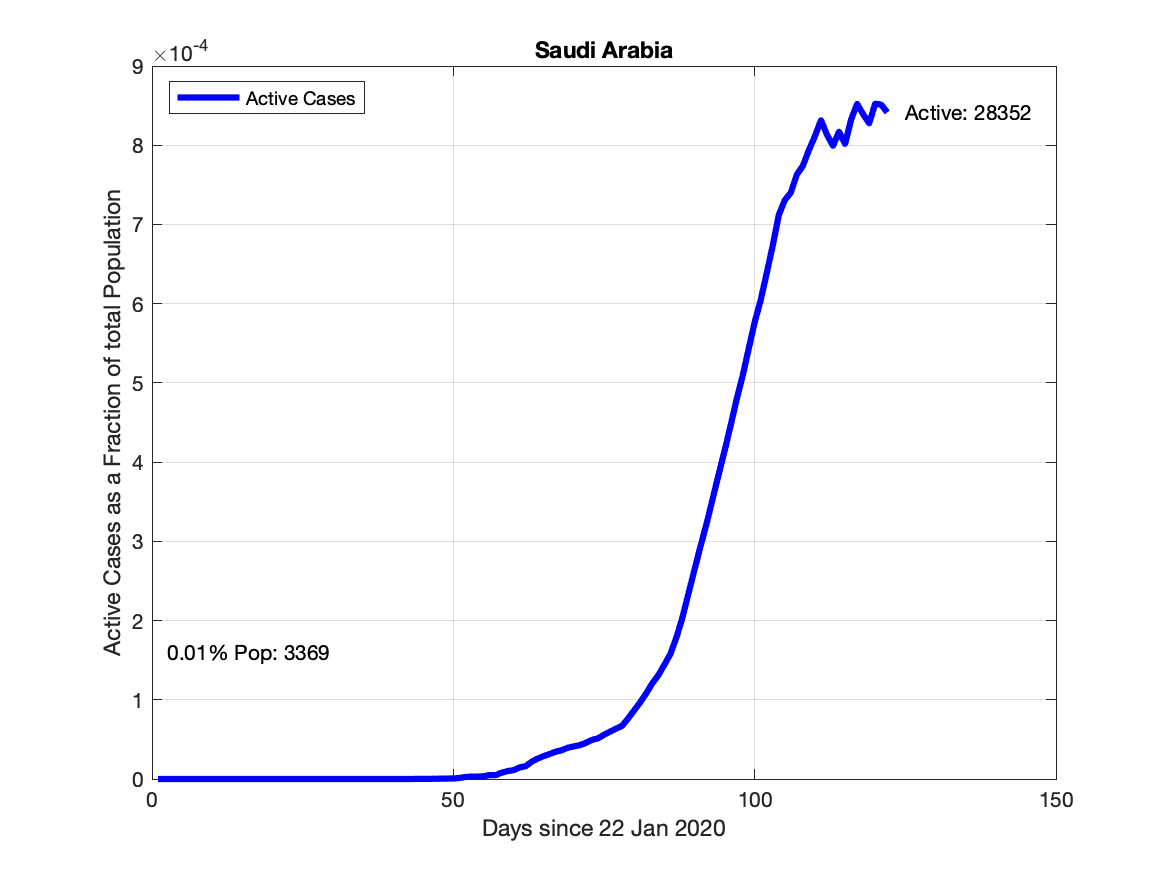 Saudi Arabia
×10-4
9
8
7
6
5
4
3
2
1
0
Active Cases as a Fraction of total Population
Active Cases
Active: 28352
0.01% Pop: 3369
0 50 100 150
Days since 22 Jan 2020